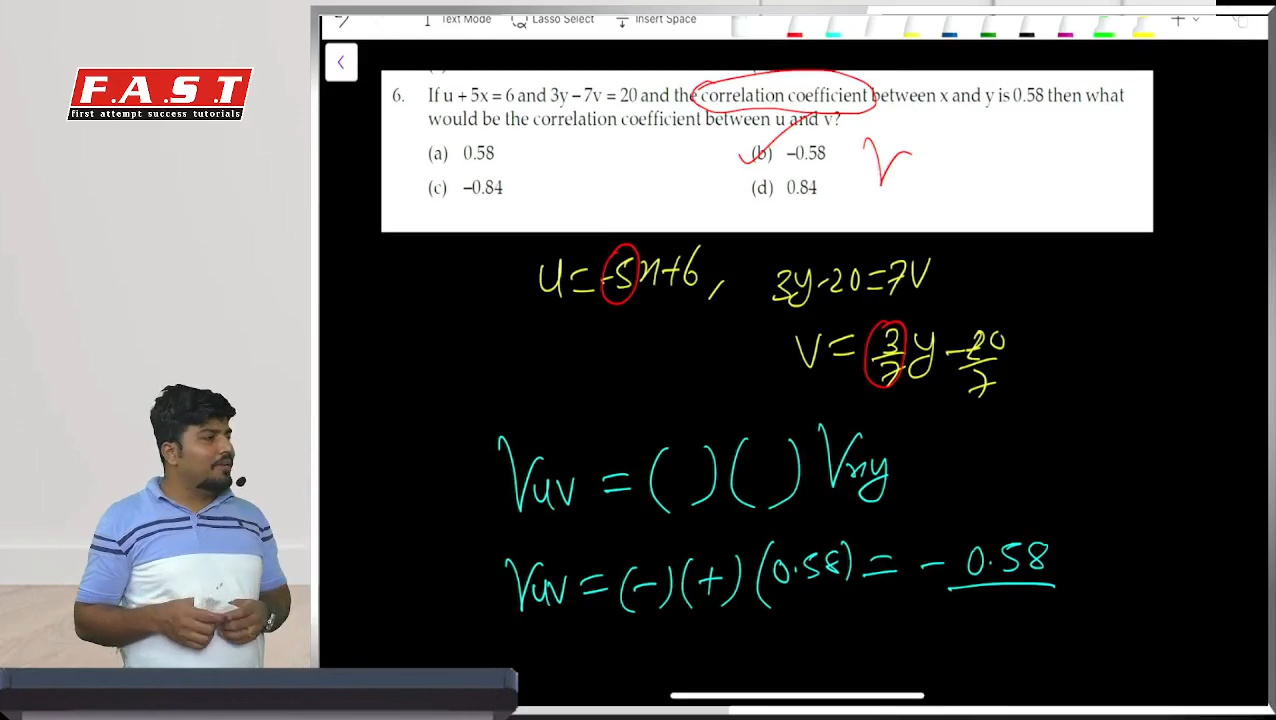 Text Mode
Lasso Select
Insert Space
F.A.S.T
first attempt success tutorials
6. If u + 5x = 6 and 3y – 7v = 20 and the correlation coefficient between x and y is 0.58 then what
would be the correlation coefficient between u and v?
(a) 0.58 (b) –0.58
(c) –0.84 (d) 0.84
r
u = -5x+6, 3y-20=7v
v = 3/7 y - 20/7
ruv = ( ) ( ) rxy
ruv = (-) (+) (0.58) = - 0.58